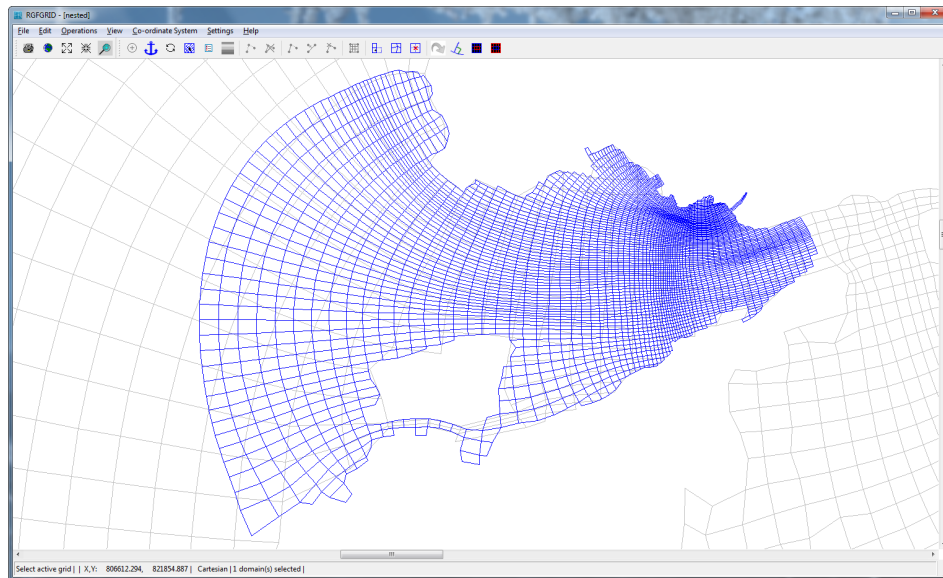 RGFGRID - [nested]
File Edit Operations View Co-ordinate System Settings Help
Select active grid | | X,Y: 806612.294, 821854.887 | Cartesian | 1 domain(s) selected |